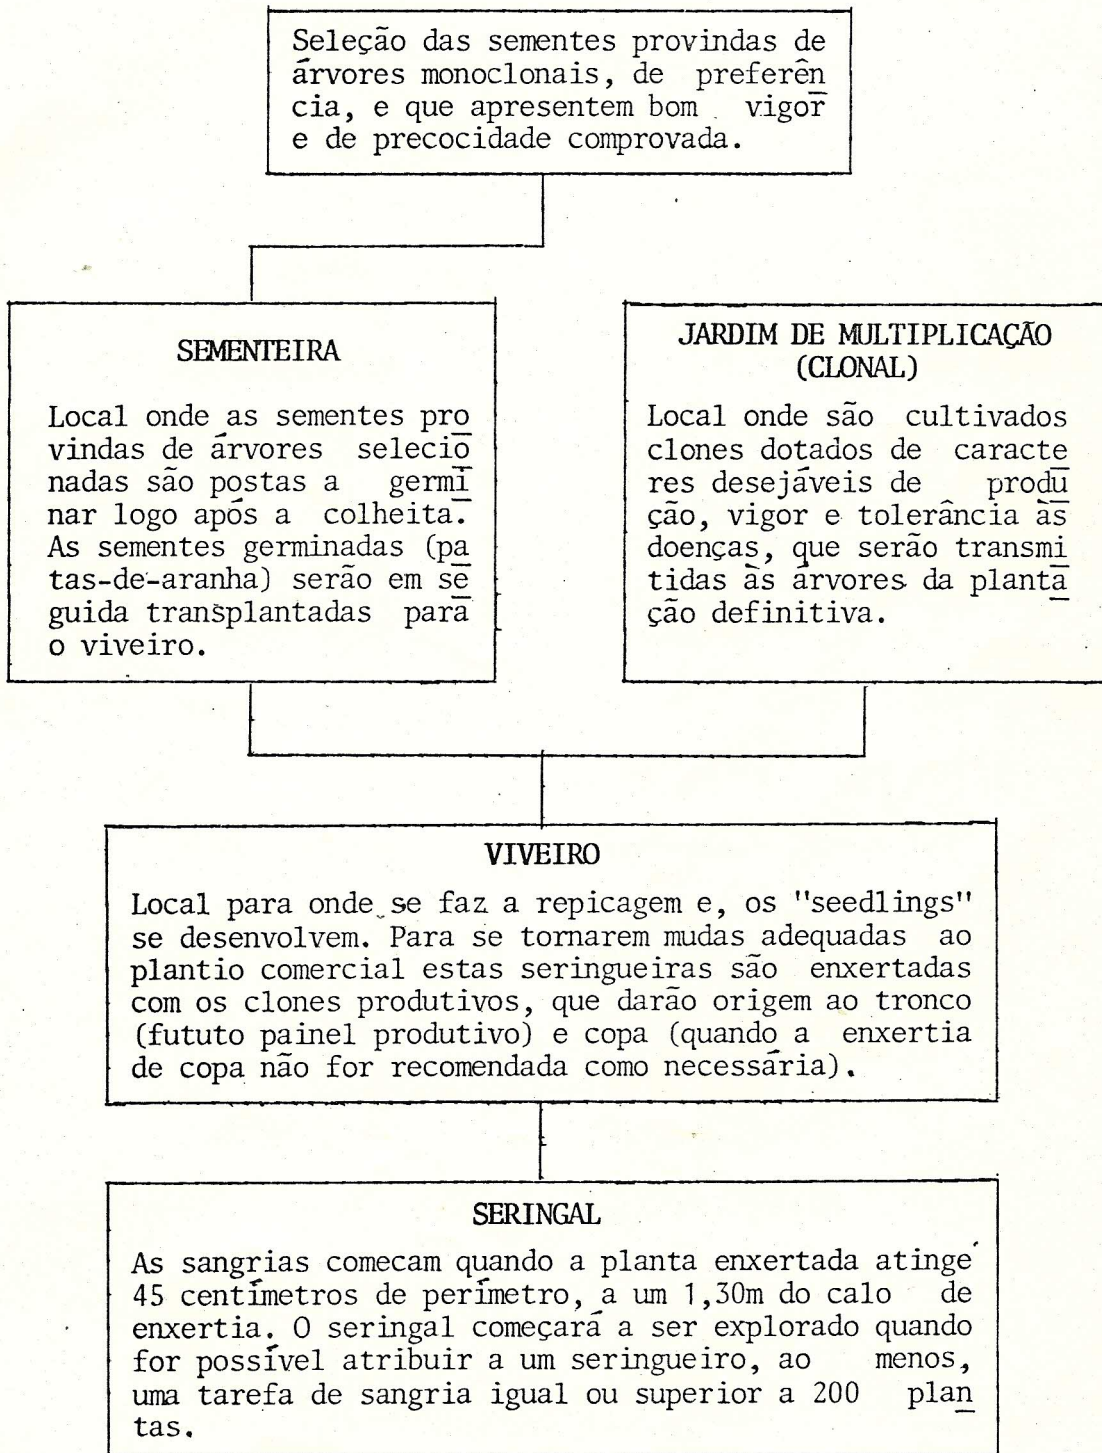 Seleção das sementes provindas de
árvores monoclonais, de preferên
cia, e que apresentem bom vigor
e de precocidade comprovada.
SEMENTEIRA
Local onde as sementes pro
vindas de árvores selecio
nadas são postas a germi
nar logo após a colheita.
As sementes germinadas (pa
tas-de-aranha) serão em se
guida transplantadas para
o viveiro.
JARDIM DE MULTIPLICAÇÃO
(CLONAL)
Local onde são cultivados
clones dotados de caracte
res desejáveis de produ
ção, vigor e tolerância às
doenças, que serão transmi
tidas às árvores da planta
ção definitiva.
VIVEIRO
Local para onde se faz a repicagem e, os "seedlings"
se desenvolvem. Para se tornarem mudas adequadas ao
plantio comercial estas seringueiras são enxertadas
com os clones produtivos, que darão origem ao tronco
(fututo painel produtivo) e copa (quando a enxertia
de copa não for recomendada como necessária).
SERINGAL
As sangrias comecam quando a planta enxertada atinge
45 centímetros de perímetro, a um 1,30m do calo de
enxertia. O seringal começará a ser explorado quando
for possível atribuir a um seringueiro, ao menos,
uma tarefa de sangria igual ou superior a 200 plan
tas.